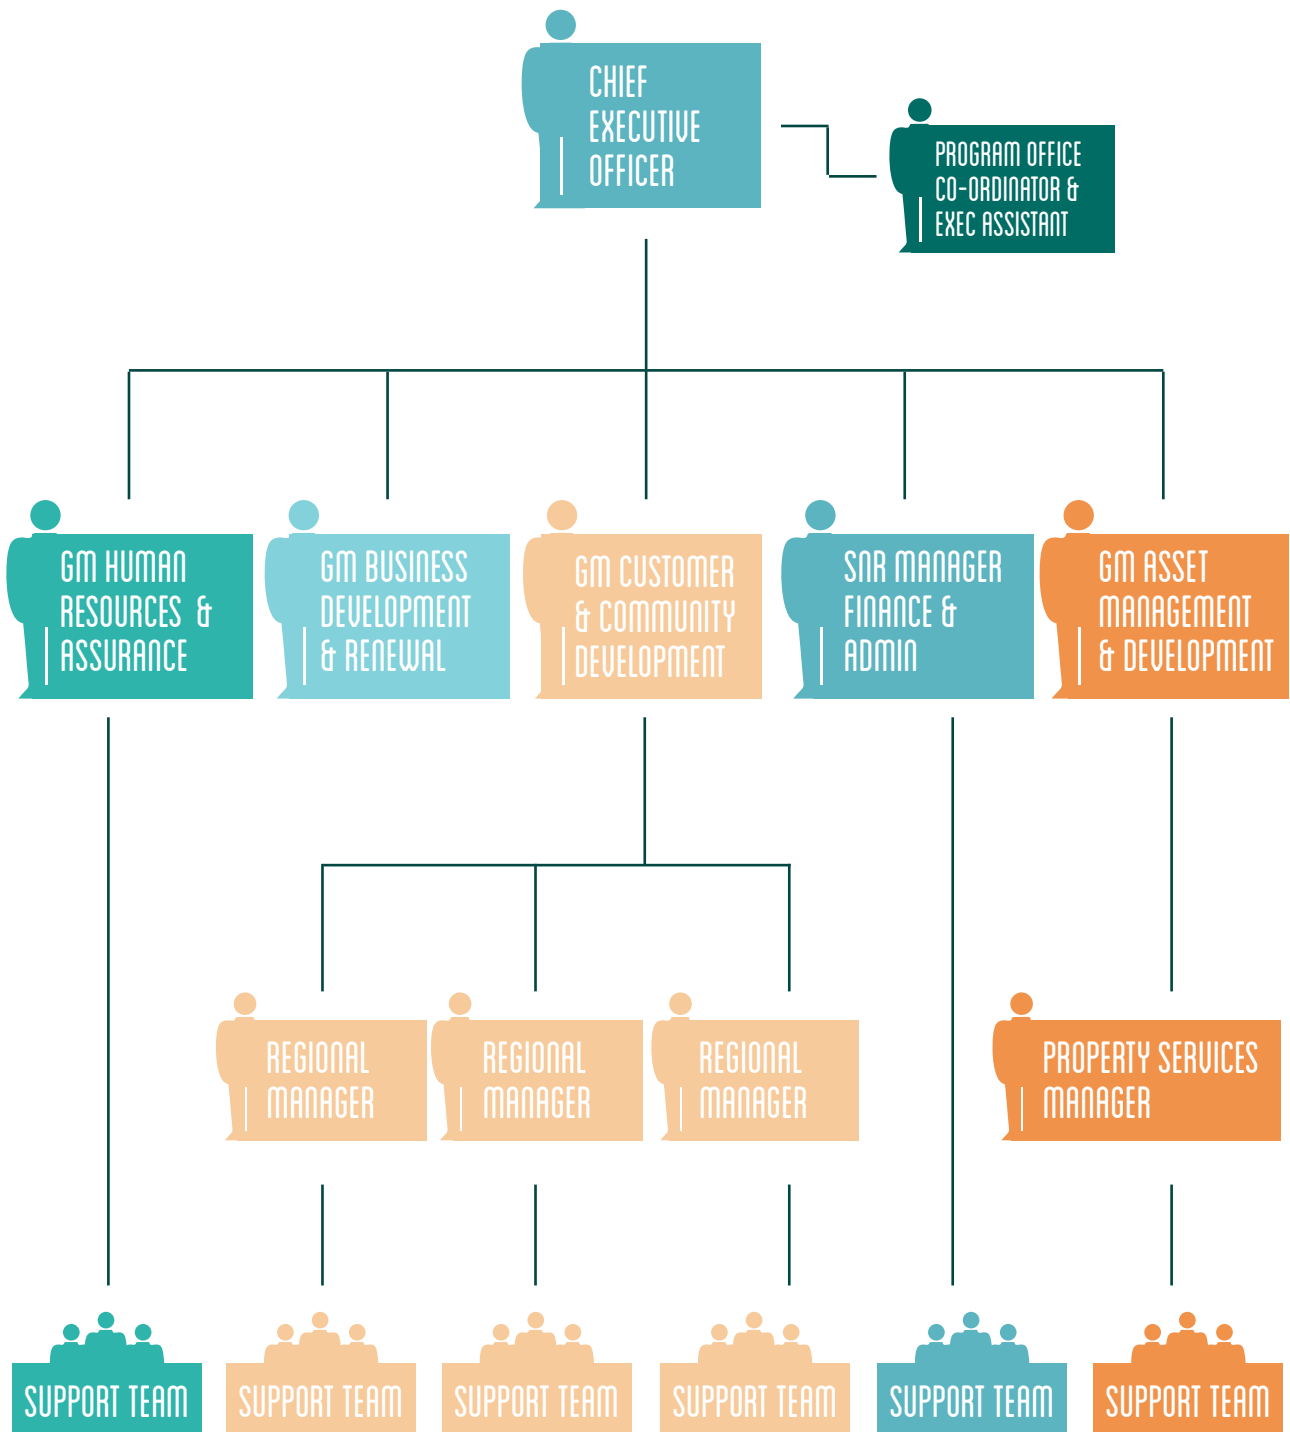 CHIEF
EXECUTIVE
OFFICER
PROGRAM OFFICE
CO-ORDINATOR &
EXEC ASSISTANT
GM HUMAN
RESOURCES &
ASSURANCE
GM BUSINESS
DEVELOPMENT
& RENEWAL
GM CUSTOMER
& COMMUNITY
DEVELOPMENT
SNR MANAGER
FINANCE &
ADMIN
GM ASSET
MANAGEMENT
& DEVELOPMENT
REGIONAL
MANAGER
REGIONAL
MANAGER
REGIONAL
MANAGER
PROPERTY SERVICES
MANAGER
SUPPORT TEAM
SUPPORT TEAM
SUPPORT TEAM
SUPPORT TEAM
SUPPORT TEAM
SUPPORT TEAM